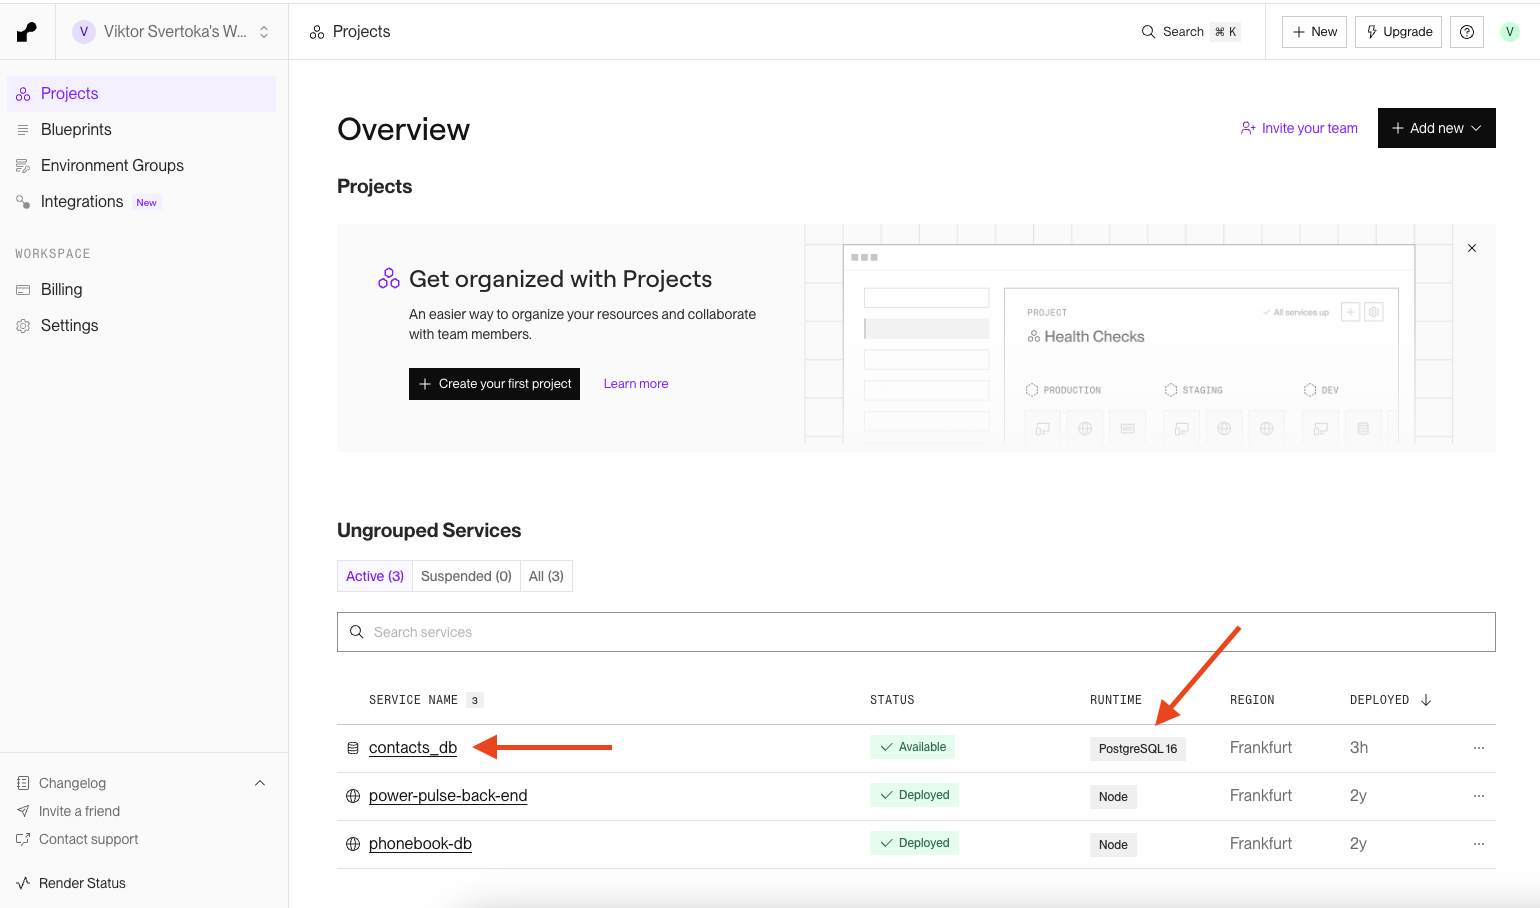 V Viktor Svertoka's W...
Projects
Search ⌘ K
+ New
Upgrade
V
Projects
Blueprints
Environment Groups
Integrations New
WORKSPACE
Billing
Settings
Changelog
Invite a friend
Contact support
Render Status
Overview
Invite your team
+ Add new
Projects
Get organized with Projects
An easier way to organize your resources and collaborate
with team members.
+ Create your first project
Learn more
PROJECT
All services up
Health Checks
PRODUCTION
STAGING
DEV
Ungrouped Services
Active (3)
Suspended (0)
All (3)
Search services
SERVICE NAME 3 STATUS RUNTIME REGION DEPLOYED ↓
contacts_db Available PostgreSQL 16 Frankfurt 3h ...
power-pulse-back-end Deployed Node Frankfurt 2y ...
phonebook-db Deployed Node Frankfurt 2y ...